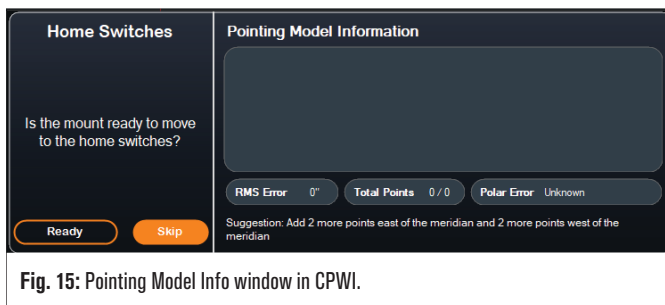 Home Switches
Is the mount ready to move
to the home switches?
Ready
Skip
Pointing Model Information
RMS Error 0"
Total Points 0 / 0
Polar Error Unknown
Suggestion: Add 2 more points east of the meridian and 2 more points west of the
meridian
Fig. 15: Pointing Model Info window in CPWI.